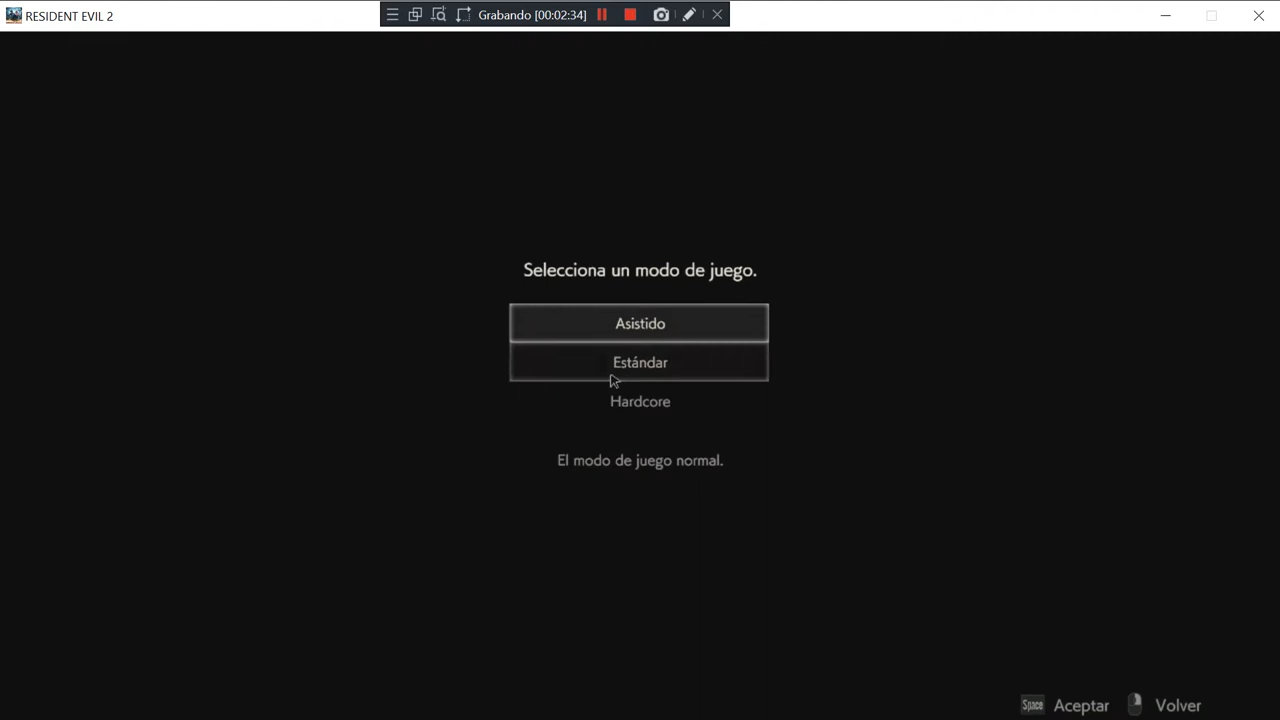 RESIDENT EVIL 2
Grabando [00:02:34]
Selecciona un modo de juego.
Asistido
Estándar
Hardcore
El modo de juego normal.
Space Aceptar Volver